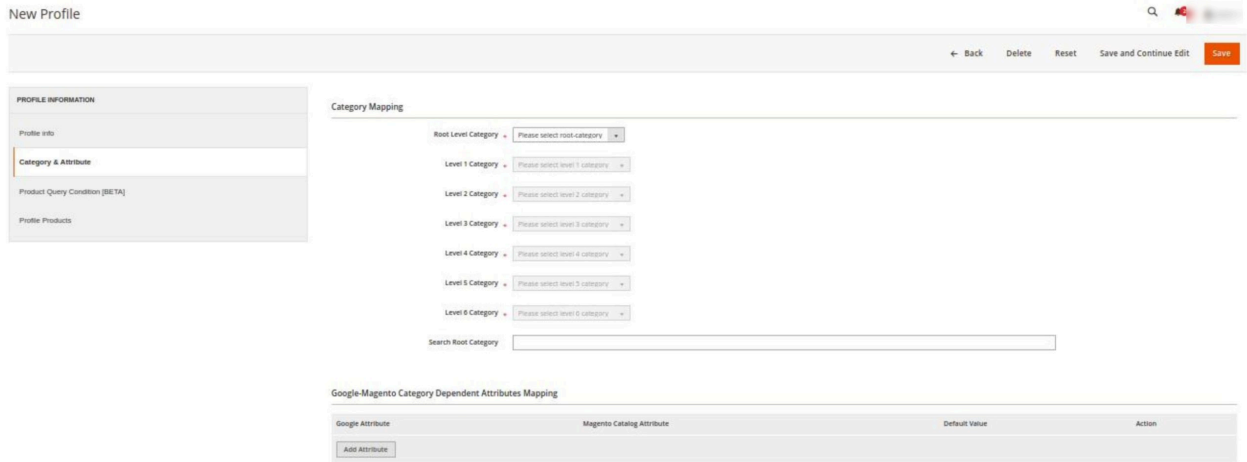 New Profile
← Back Delete Reset Save and Continue Edit Save
PROFILE INFORMATION
Profile info
Category & Attribute
Product Query Condition [BETA]
Profile Products
Category Mapping
Root Level Category * Please select root-category
Level 1 Category * Please select level 1 category
Level 2 Category * Please select level 2 category
Level 3 Category * Please select level 3 category
Level 4 Category * Please select level 4 category
Level 5 Category * Please select level 5 category
Level 6 Category * Please select level 6 category
Search Root Category
Google-Magento Category Dependent Attributes Mapping
Google Attribute Magento Catalog Attribute Default Value Action
Add Attribute